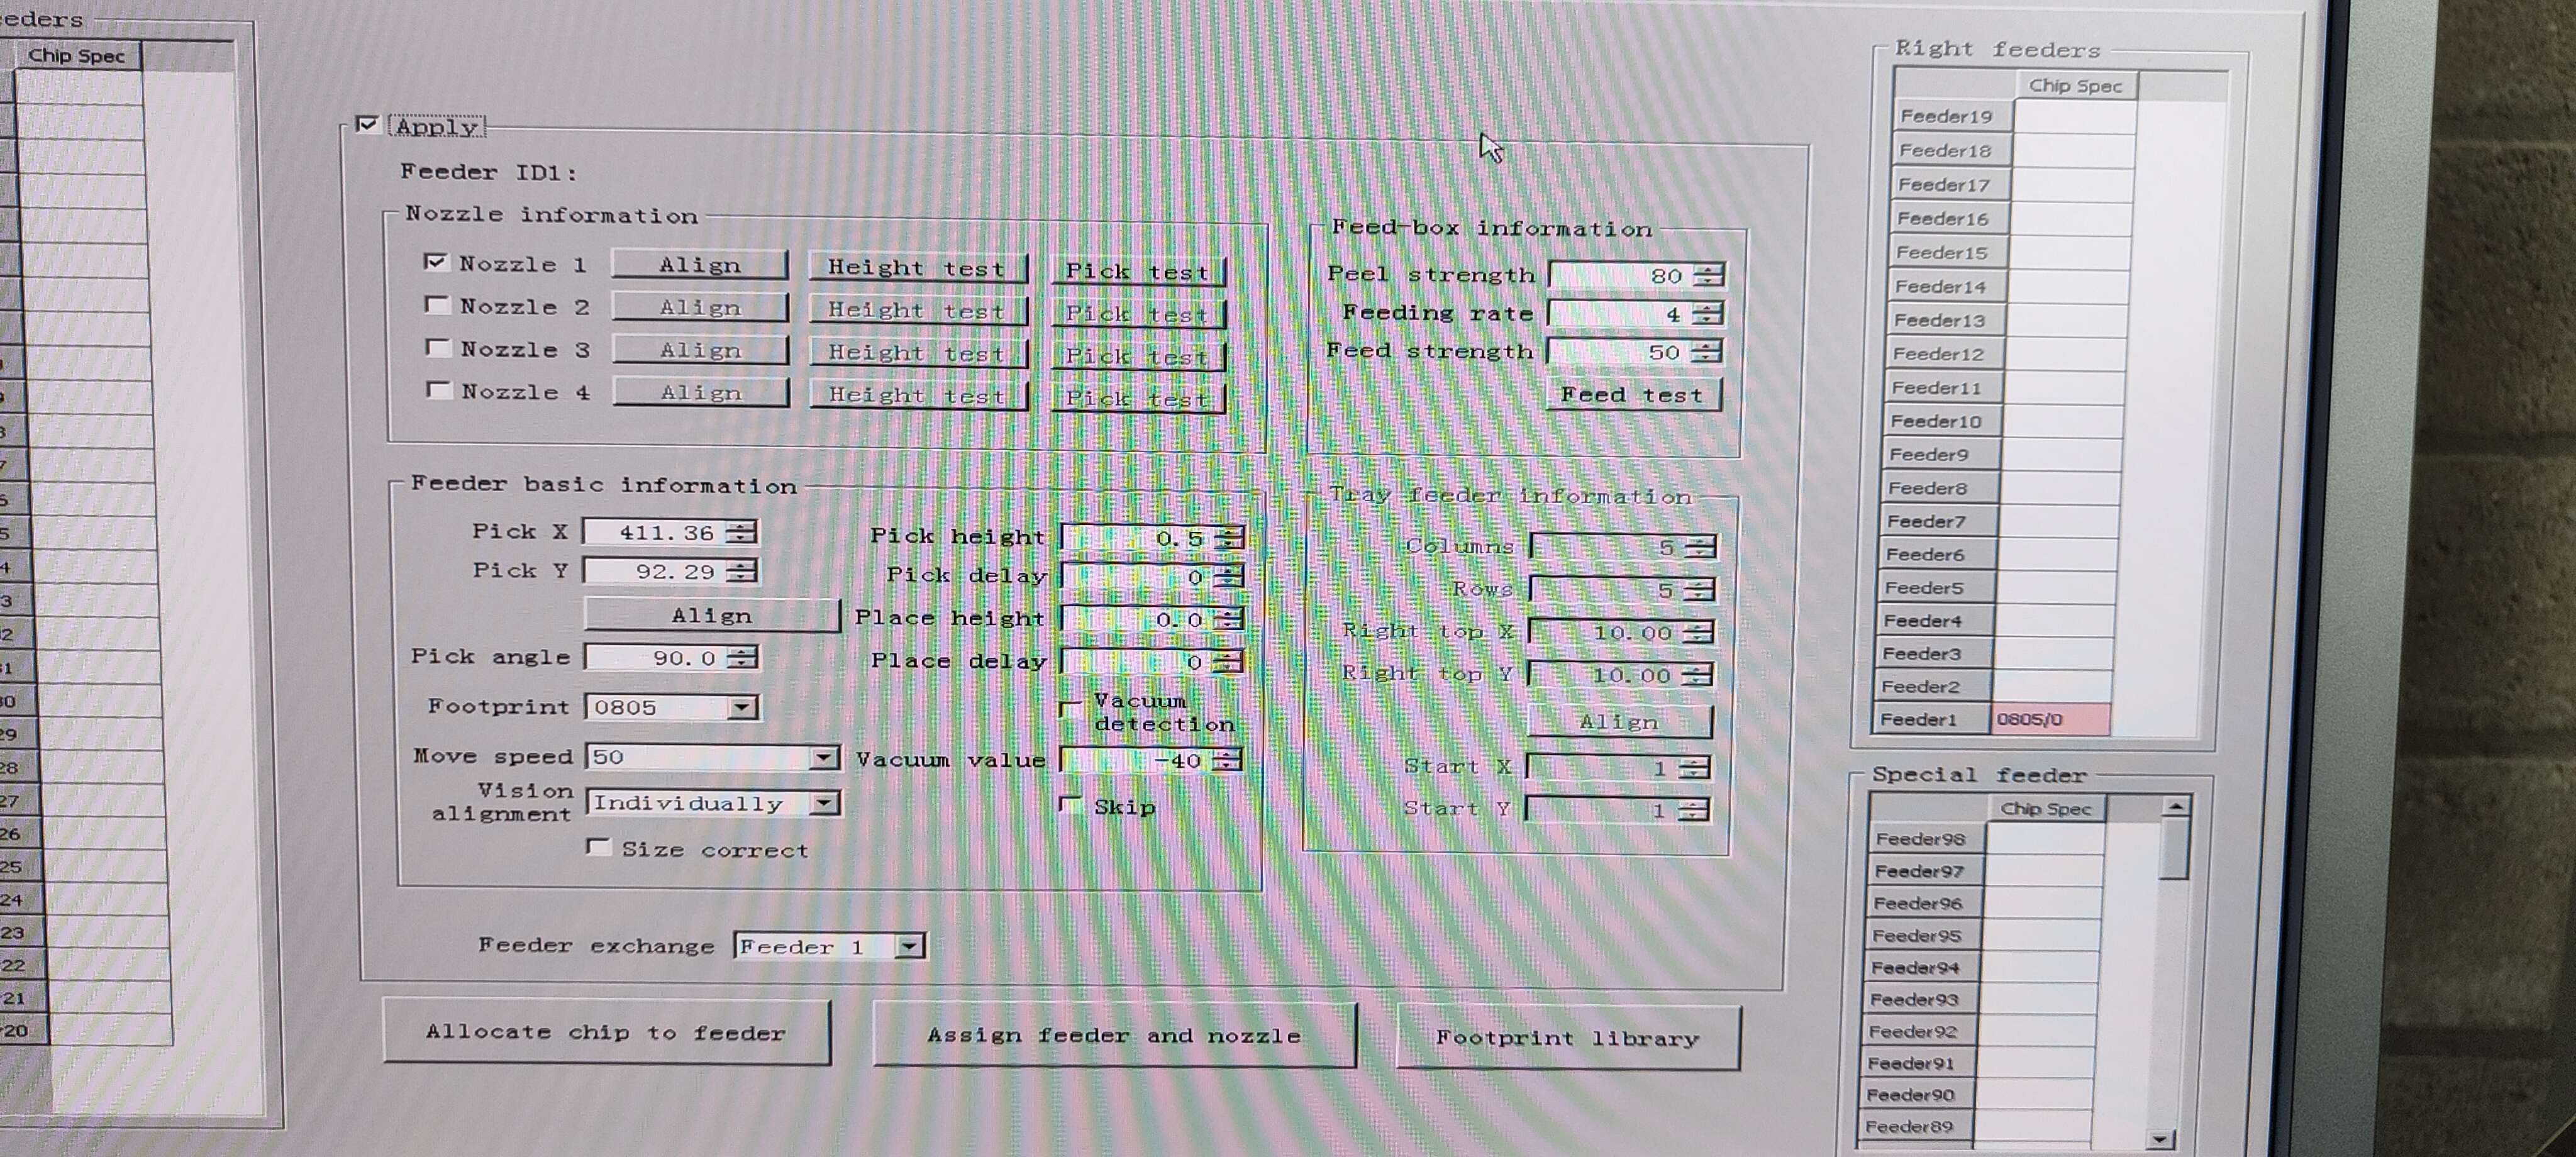 eeders
Chip Spec
Apply
Feeder ID1:
Nozzle information
Nozzle 1 Align Height test Pick test
Nozzle 2 Align Height test Pick test
Nozzle 3 Align Height test Pick test
Nozzle 4 Align Height test Pick test
Feed-box information
Peel strength 80
Feeding rate 4
Feed strength 50
Feed test
Feeder basic information
Pick X 411.36
Pick Y 92.29
Align
Pick angle 90.0
Footprint 0805
Move speed 50
Vision
alignment Individually
Size correct
Pick height 0.5
Pick delay 0
Place height 0.0
Place delay 0
Vacuum
detection
Vacuum value -40
Skip
Tray feeder information
Columns 5
Rows 5
Right top X 10.00
Right top Y 10.00
Align
Start X 1
Start Y 1
Feeder exchange Feeder 1
Allocate chip to feeder
Assign feeder and nozzle
Footprint library
Right feeders
Chip Spec
Feeder19
Feeder18
Feeder17
Feeder16
Feeder15
Feeder14
Feeder13
Feeder12
Feeder11
Feeder10
Feeder9
Feeder8
Feeder7
Feeder6
Feeder5
Feeder4
Feeder3
Feeder2
Feeder1 0805/0
Special feeder
Chip Spec
Feeder98
Feeder97
Feeder96
Feeder95
Feeder94
Feeder93
Feeder92
Feeder91
Feeder90
Feeder89
29
28
27
26
25
24
23
22
21
20